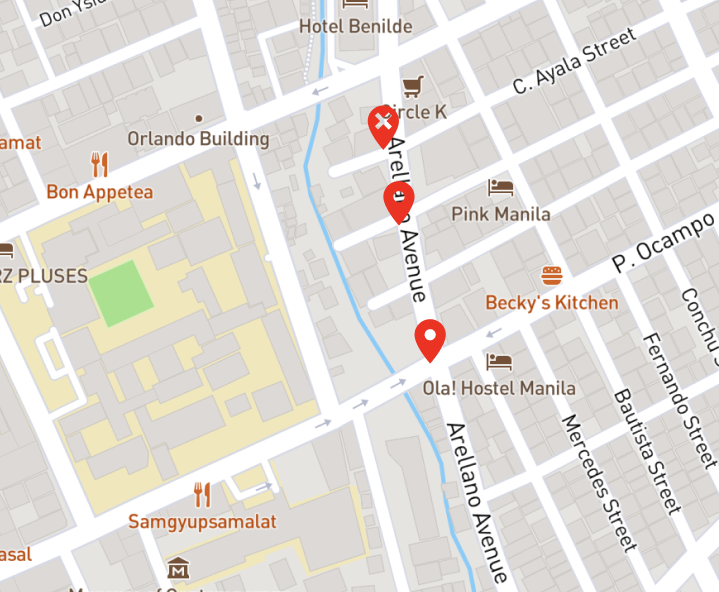 Don Ysid
Hotel Benilde
C. Ayala Street
Circle K
amat
Orlando Building
Bon Appetea
Arellano Avenue
Pink Manila
P. Ocampo
RZ PLUSES
Becky's Kitchen
Conchu
Ola! Hostel Manila
Fernando Street
Bautista Street
Mercedes Street
Arellano Avenue
Samgyupsamalat
asal